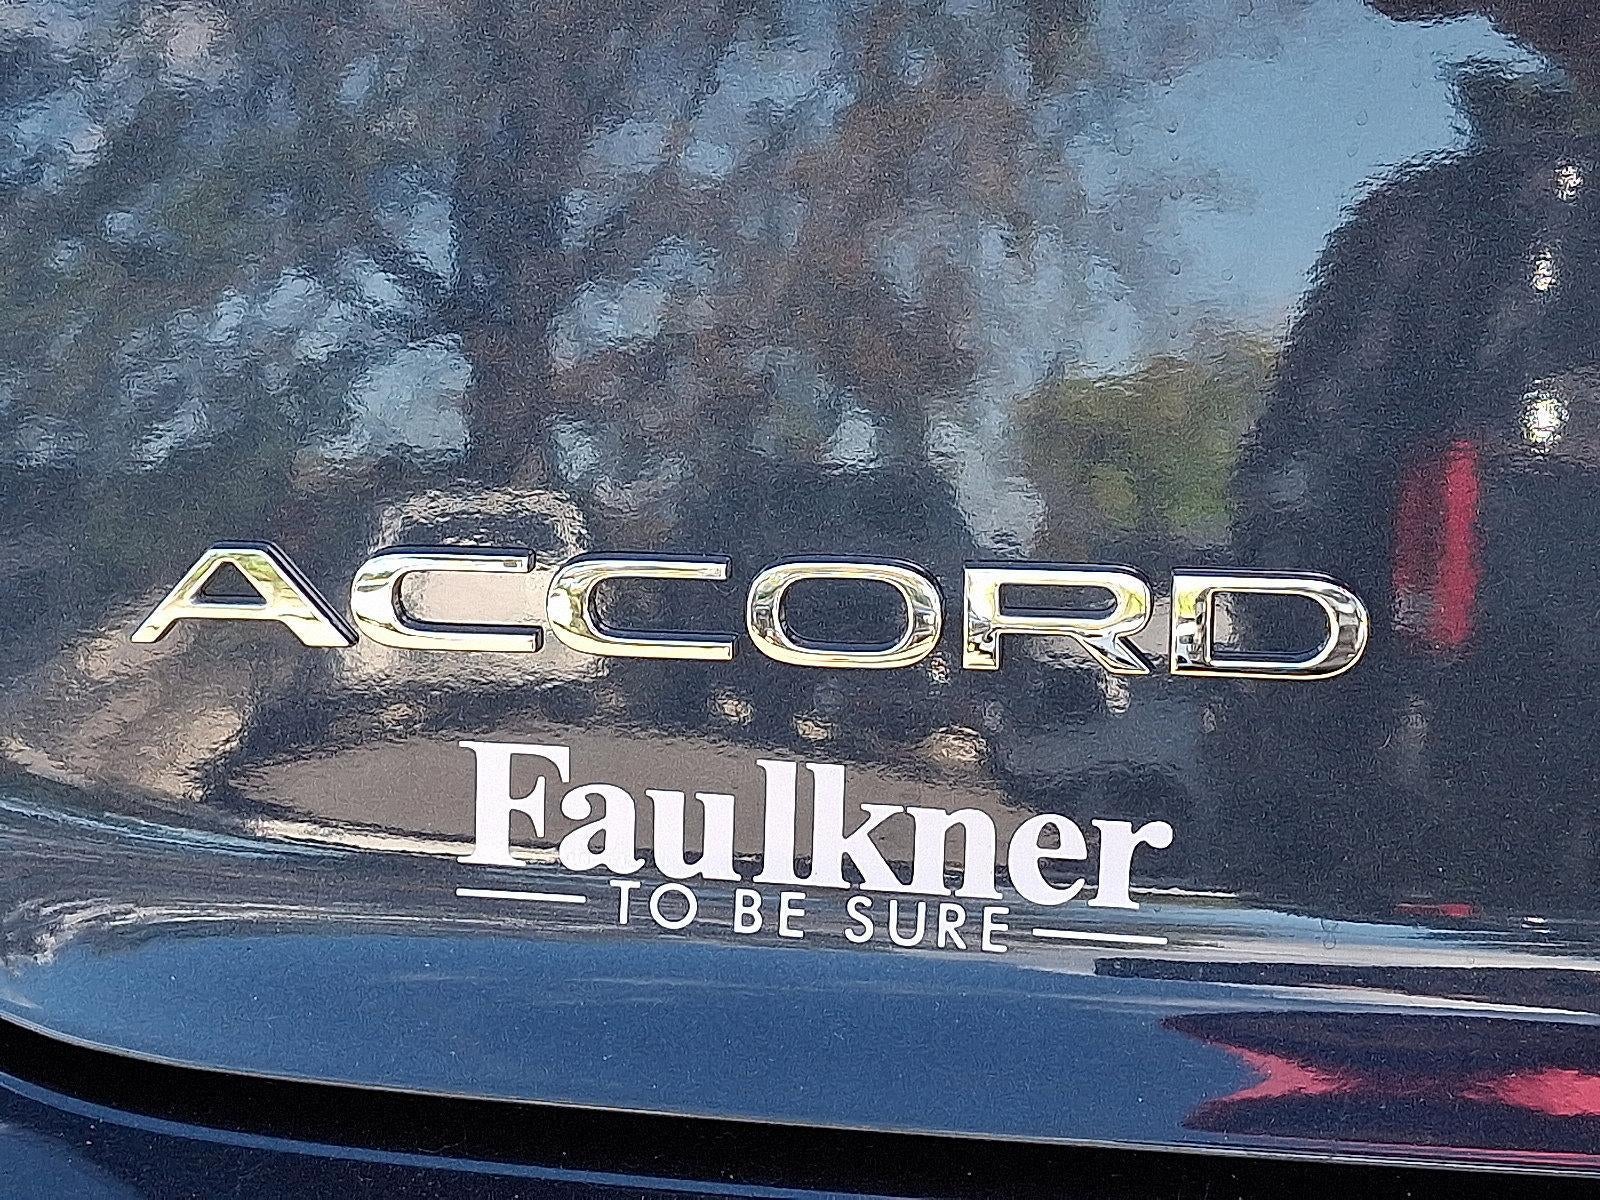 ACCORD
Faulkner
TO BE SURE